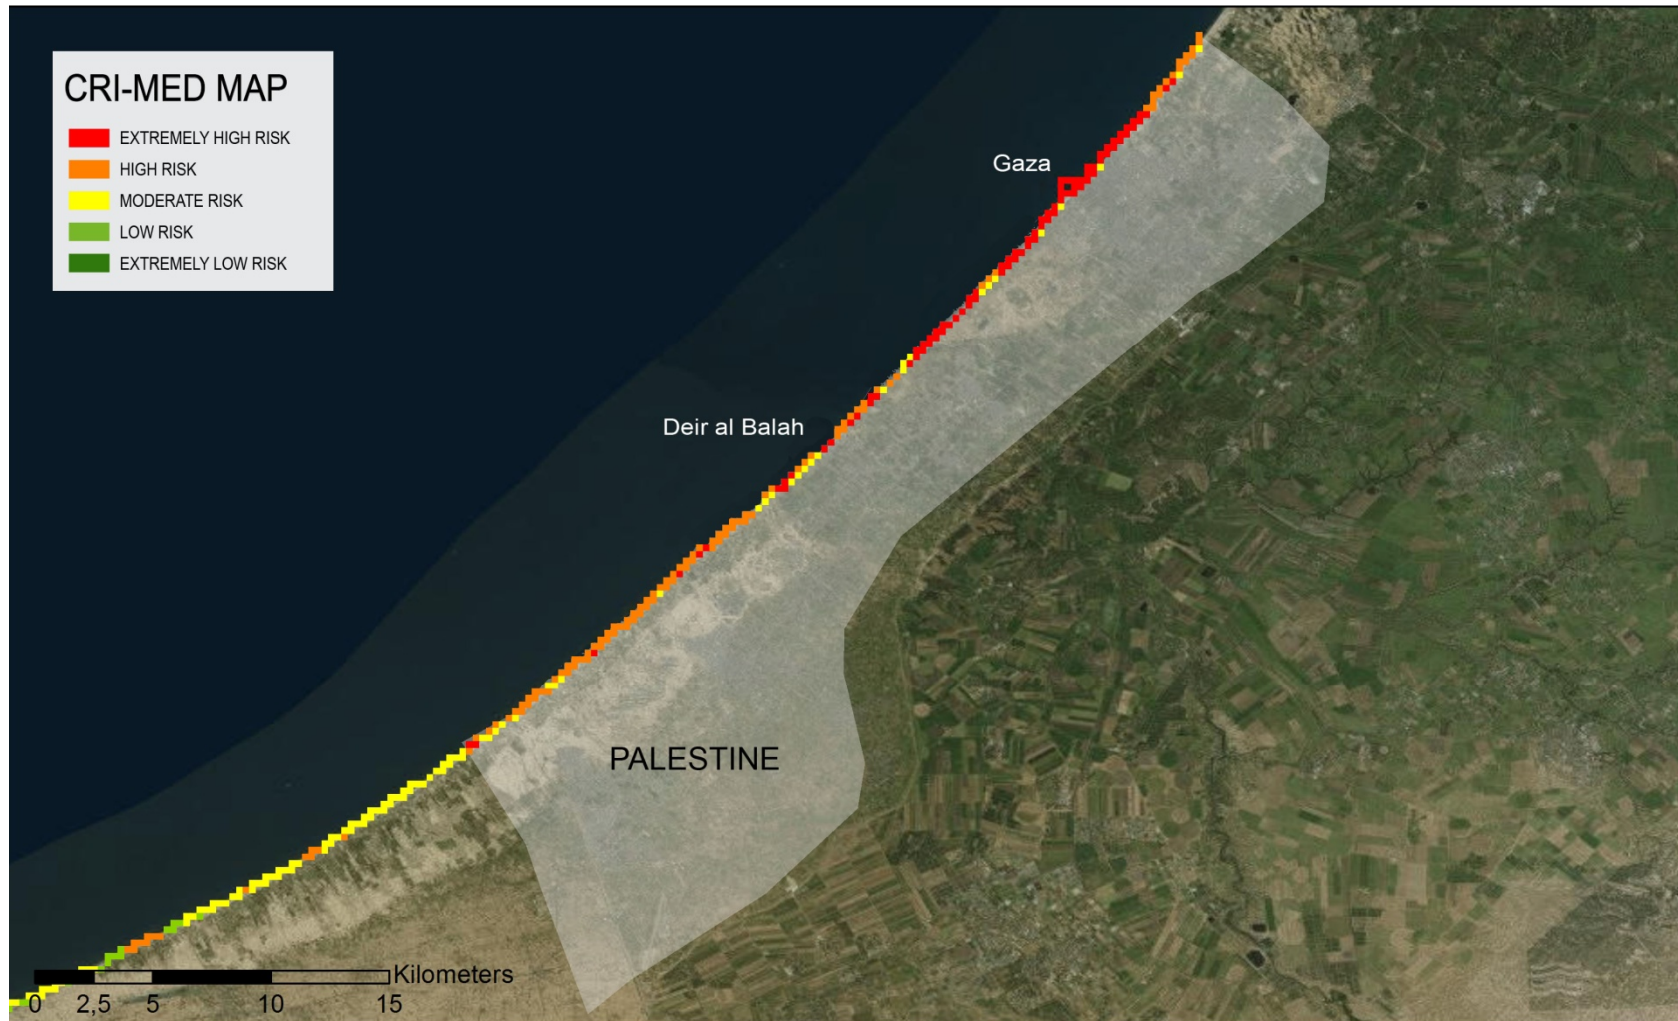 CRI-MED MAP
EXTREMELY HIGH RISK
HIGH RISK
MODERATE RISK
LOW RISK
EXTREMELY LOW RISK
Gaza
Deir al Balah
PALESTINE
Kilometers
0 2,5 5 10 15